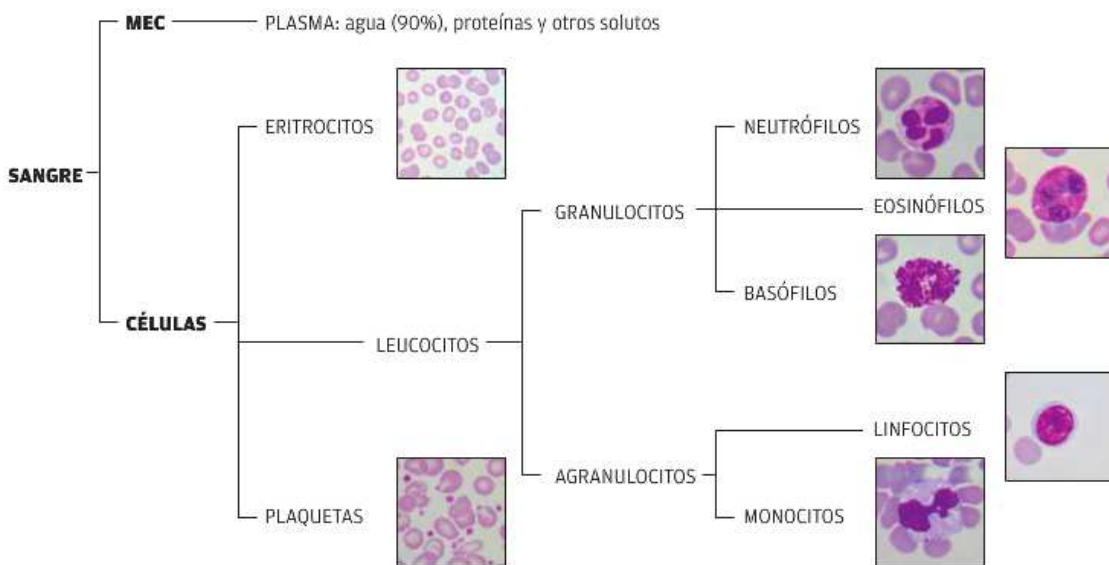 MEC
PLASMA: agua (90%), proteínas y otros solutos
ERITROCITOS
NEUTRÓFILOS
SANGRE
GRANULOCITOS
EOSINÓFILOS
BASÓFILOS
CÉLULAS
LEUCOCITOS
LINFOCITOS
AGRANULOCITOS
PLAQUETAS
MONOCITOS